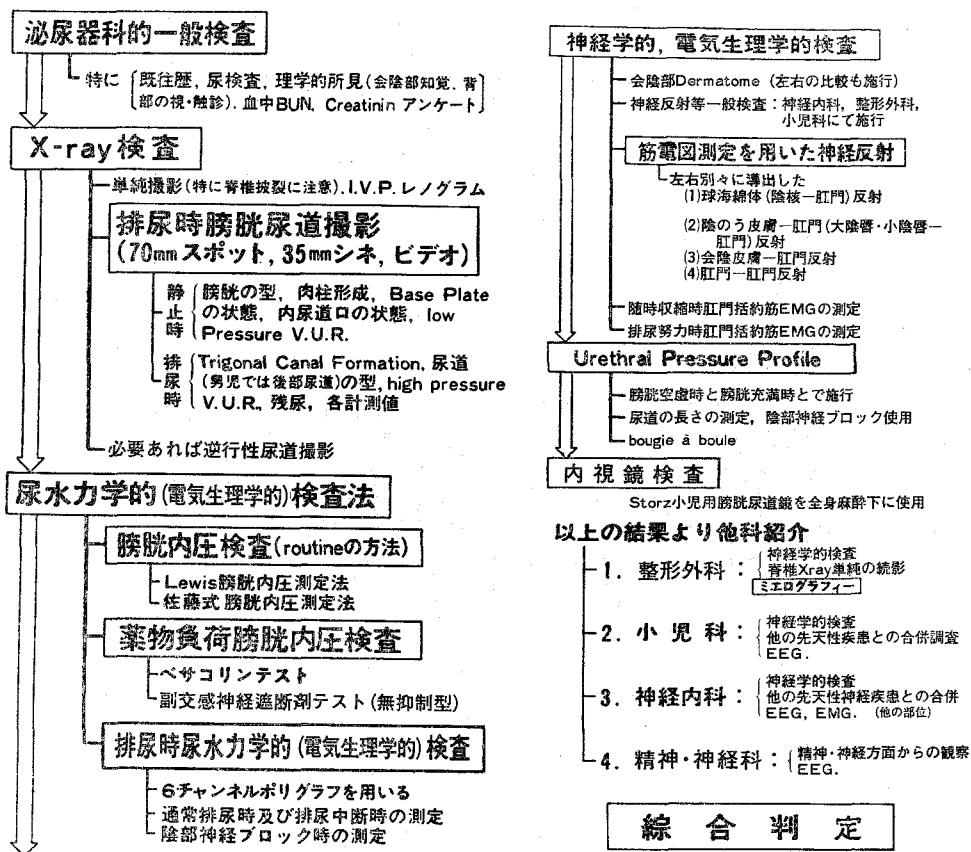 泌尿器科的一般検査
特に 既往歴, 尿検査, 理学的所見(会陰部知覚、背
部の視・触診). 血中BUN. Creatinin アンケート
X-ray 検査
単純撮影(特に脊椎披裂に注意). I.V.P. レノグラム
排尿時膀胱尿道撮影
(70mmスポット, 35mmシネ, ビデオ)
静止時 膀胱の型, 肉柱形成, Base Plate
の状態, 内尿道口の状態, low
Pressure V.U.R.
排尿時 Trigonal Canal Formation, 尿道
(男児では後部尿道)の型, high pressure
V.U.R., 残尿, 各計測値
必要あれば逆行性尿道撮影
尿水力学的(電気生理学的)検査法
膀胱内圧検査(routineの方法)
Lewis膀胱内圧測定法
佐藤式膀胱内圧測定法
薬物負荷膀胱内圧検査
ベサコリンテスト
副交感神経遮断剤テスト(無抑制型)
排尿時尿水力学的(電気生理学的)検査
6チャンネルポリグラフを用いる
通常排尿時及び排尿中断時の測定
陰部神経ブロック時の測定
神経学的, 電気生理学的検査
会陰部Dermatome (左右の比較も施行)
神経反射等一般検査:神経内科, 整形外科,
小児科にて施行
筋電図測定を用いた神経反射
左右別々に導出した
(1)球海綿体(陰核―肛門)反射
(2)陰のう皮膚―肛門(大陰唇・小陰唇―
肛門)反射
(3)会陰皮膚―肛門反射
(4)肛門―肛門反射
随時収縮時肛門括約筋EMGの測定
排尿努力時肛門括約筋EMGの測定
Urethral Pressure Profile
膀胱空虚時と膀胱充満時とで施行
尿道の長さの測定, 陰部神経ブロック使用
bougie à boule
内視鏡検査
Storz小児用膀胱尿道鏡を全身麻酔下に使用
以上の結果より他科紹介
1. 整形外科: 神経学的検査
脊椎Xray単純の続影
ミエログラフィー
2. 小児科: 神経学的検査
他の先天性疾患との合併調査
EEG.
3. 神経内科: 神経学的検査
他の先天性神経疾患との合併
EEG, EMG. (他の部位)
4. 精神・神経科: 精神・神経方面からの観察
EEG.
綜合判定